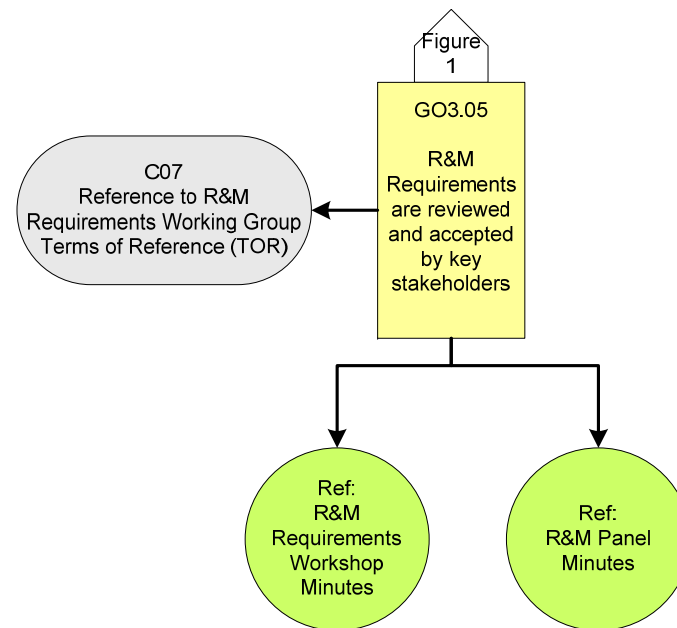 Figure
1
GO3.05
R&M
Requirements
are reviewed
and accepted
by key
stakeholders
C07
Reference to R&M
Requirements Working Group
Terms of Reference (TOR)
Ref:
R&M
Requirements
Workshop
Minutes
Ref:
R&M Panel
Minutes